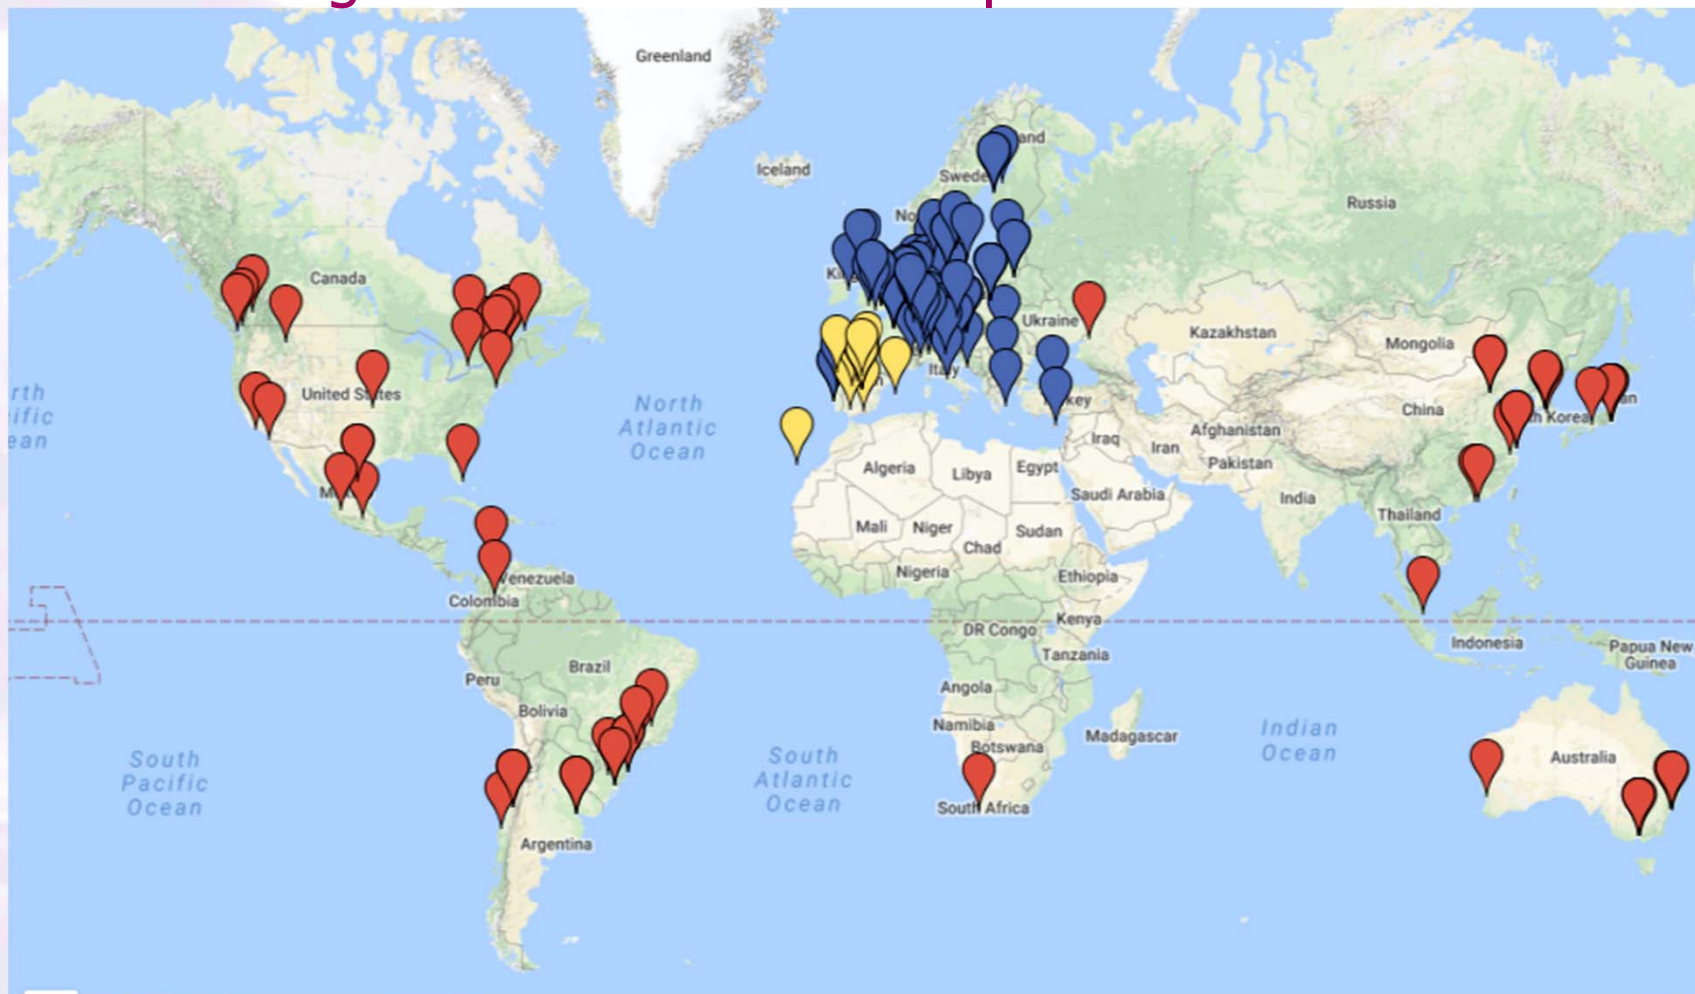 Greenland
Iceland
Russia
Canada
Ukraine
Kazakhstan
Mongolia
United States
North
Atlantic
Ocean
Italy
China
Afghanistan
Iraq
Iran
Pakistan
Algeria
Libya
Egypt
Saudi Arabia
India
Thailand
Mali
Niger
Chad
Sudan
Nigeria
Ethiopia
Venezuela
Colombia
DR Congo
Kenya
Tanzania
Indonesia
Papua New
Guinea
Brazil
Peru
Bolivia
Angola
Namibia
Botswana
Madagascar
South
Pacific
Ocean
South
Atlantic
Ocean
Indian
Ocean
Australia
South Africa
Argentina